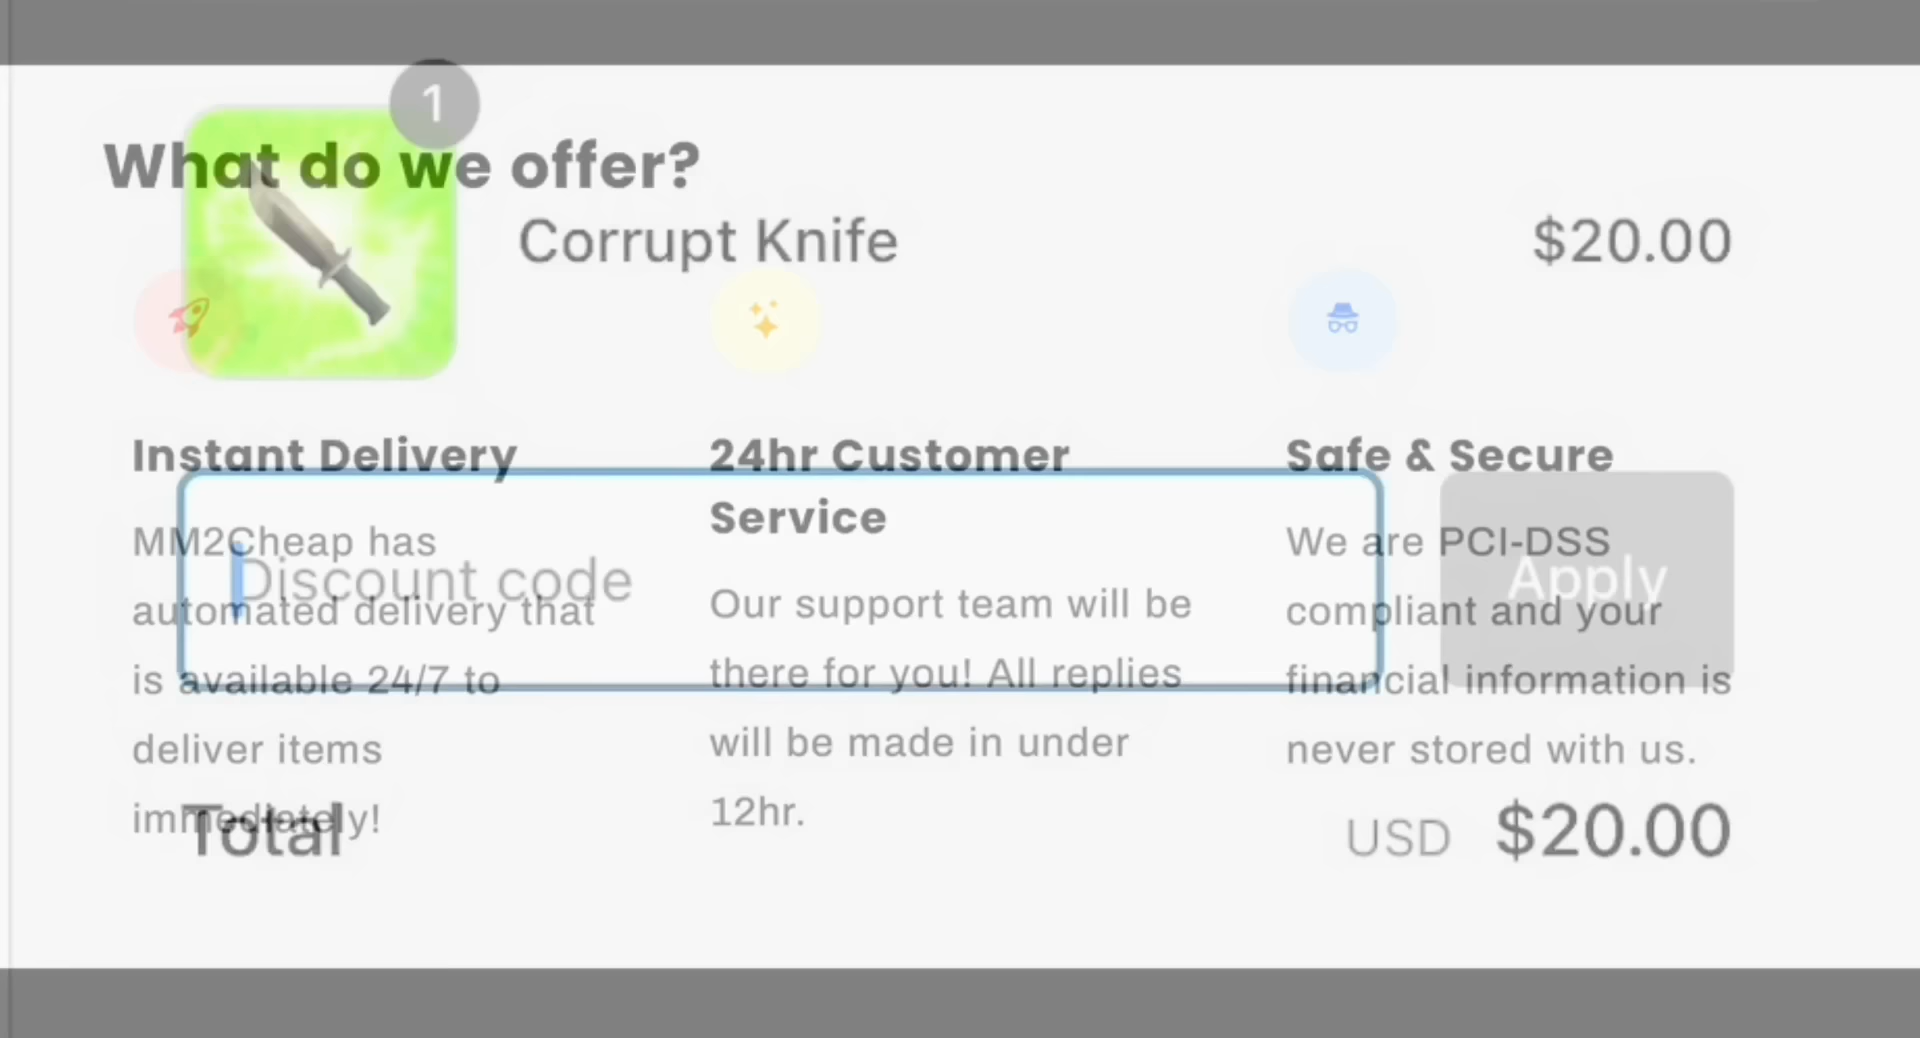 1
What do we offer?
Corrupt Knife
$20.00
Instant Delivery
MM2Cheap has
automated delivery that
is available 24/7 to
deliver items
immediately!
24hr Customer
Service
Our support team will be
there for you! All replies
will be made in under
12hr.
Safe & Secure
We are PCI-DSS
compliant and your
financial information is
never stored with us.
Discount code
Apply
Total
USD $20.00